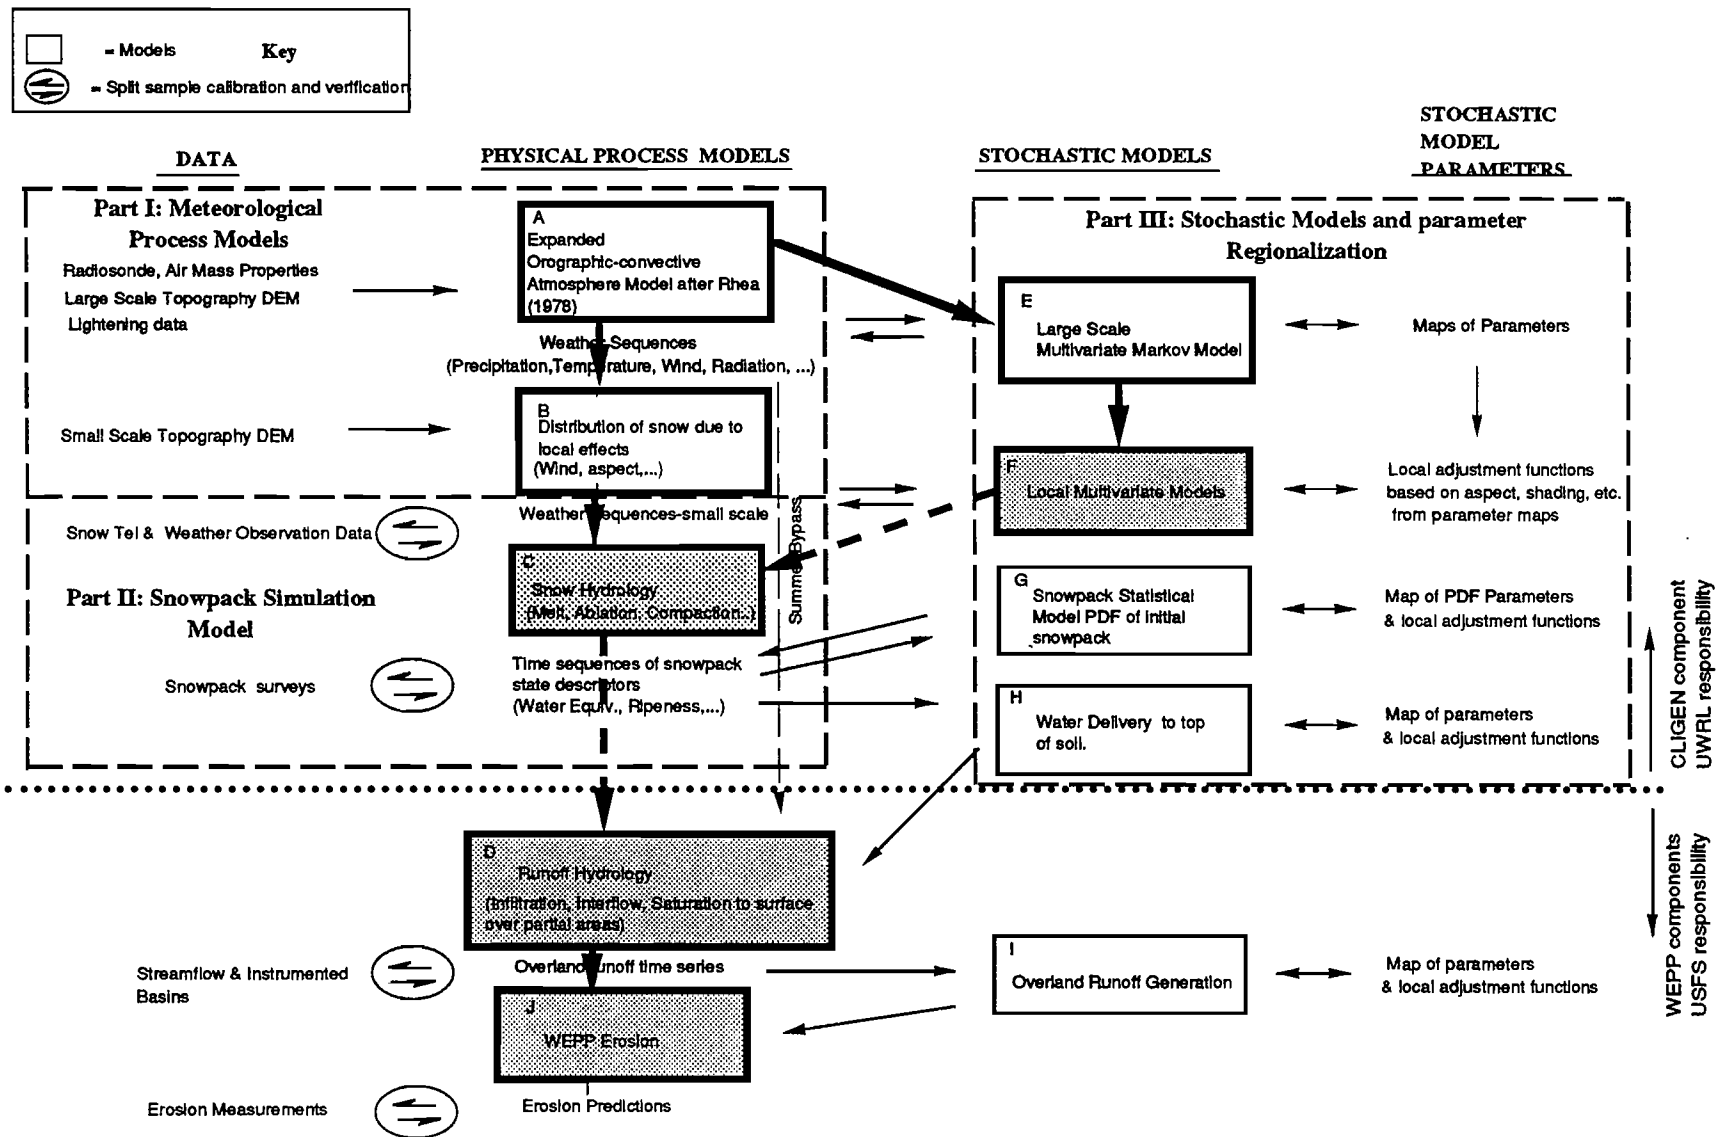 = Models
Key
= Split sample calibration and verification
DATA
PHYSICAL PROCESS MODELS
STOCHASTIC MODELS
STOCHASTIC
MODEL
PARAMETERS
Part I: Meteorological
Process Models
Radiosonde, Air Mass Properties
Large Scale Topography DEM
Lightening data
A
Expanded
Orographic-convective
Atmosphere Model after Rhea
(1978)
Part III: Stochastic Models and parameter
Regionalization
E
Large Scale
Multivariate Markov Model
Maps of Parameters
Weather Sequences
(Precipitation,Temperature, Wind, Radiation, ...)
Small Scale Topography DEM
B
Distribution of snow due to
local effects
(Wind, aspect,...)
F
Local Multivariate Models
Local adjustment functions
based on aspect, shading, etc.
from parameter maps
Weather Sequences-small scale
Summer Bypass
Snow Tel & Weather Observation Data
C
Snow Hydrology
(Melt, Ablation, Compaction..)
Part II: Snowpack Simulation
Model
G
Snowpack Statistical
Model PDF of initial
snowpack
Map of PDF Parameters
& local adjustment functions
Time sequences of snowpack
state descriptors
(Water Equiv., Ripeness,...)
Snowpack surveys
H
Water Delivery to top
of soil.
Map of parameters
& local adjustment functions
CLIGEN component
UWRL responsibility
D
Runoff Hydrology
(Infiltration, Interflow, Saturation to surface
over partial areas)
WEPP components
USFS responsibility
Streamflow & Instrumented
Basins
Overland runoff time series
I
Overland Runoff Generation
Map of parameters
& local adjustment functions
J
WEPP Erosion
Erosion Measurements
Erosion Predictions